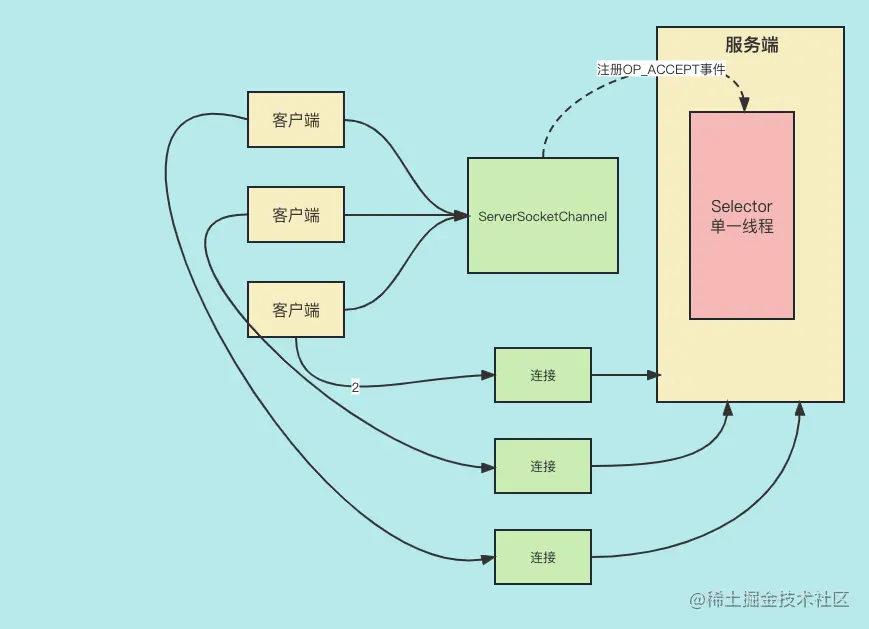 服务端
注册OP_ACCEPT事件
客户端
客户端
客户端
ServerSocketChannel
Selector
单一线程
连接
2
连接
连接
@稀土掘金技术社区